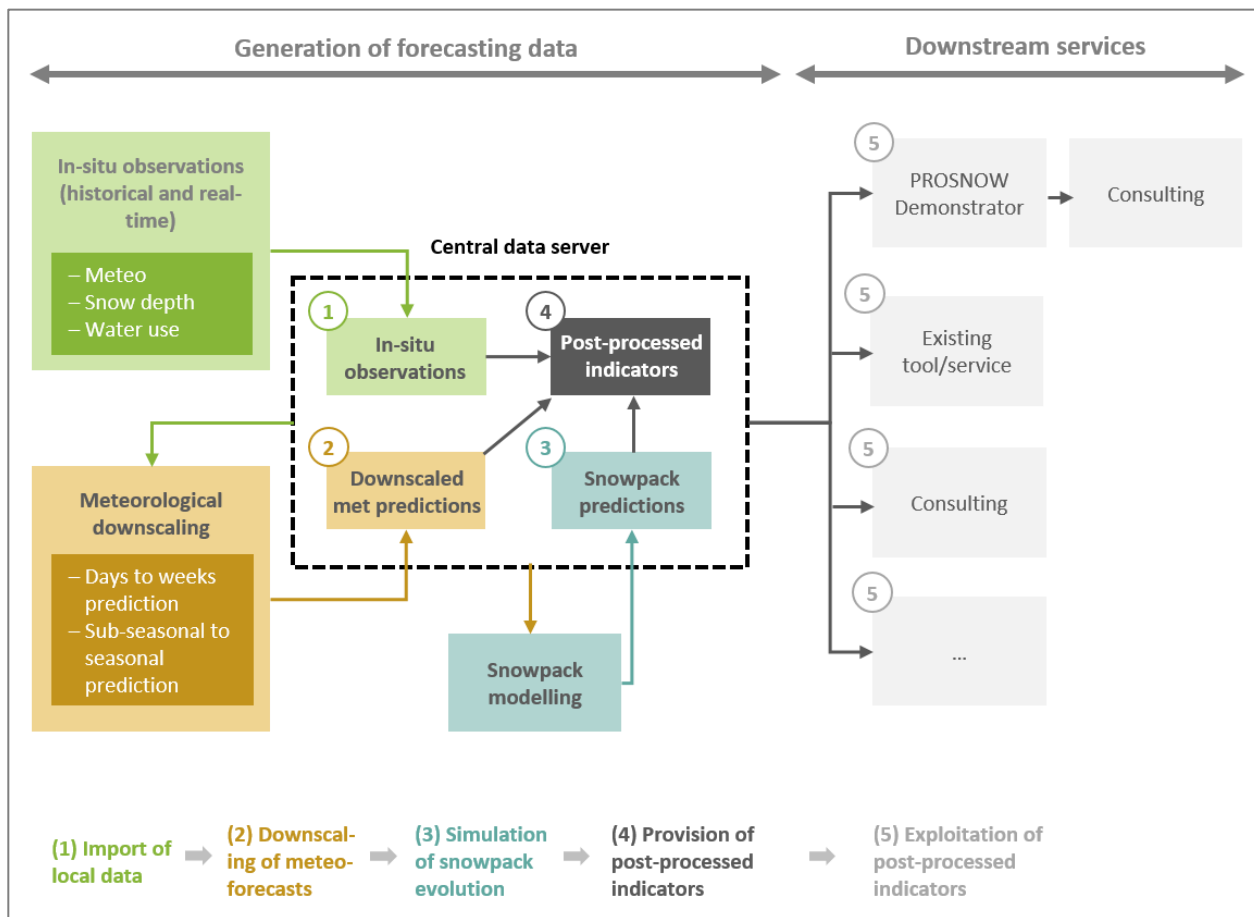 Generation of forecasting data
Downstream services
In-situ observations
(historical and real-
time)
– Meteo
– Snow depth
– Water use
Central data server
1
In-situ
observations
4
Post-processed
indicators
2
Downscaled
met predictions
3
Snowpack
predictions
Meteorological
downscaling
– Days to weeks
prediction
– Sub-seasonal to
seasonal
prediction
Snowpack
modelling
5
PROSNOW
Demonstrator
Consulting
5
Existing
tool/service
5
Consulting
5
...
(1) Import of
local data
(2) Downscal-
ing of meteo-
forecasts
(3) Simulation
of snowpack
evolution
(4) Provision of
post-processed
indicators
(5) Exploitation of
post-processed
indicators